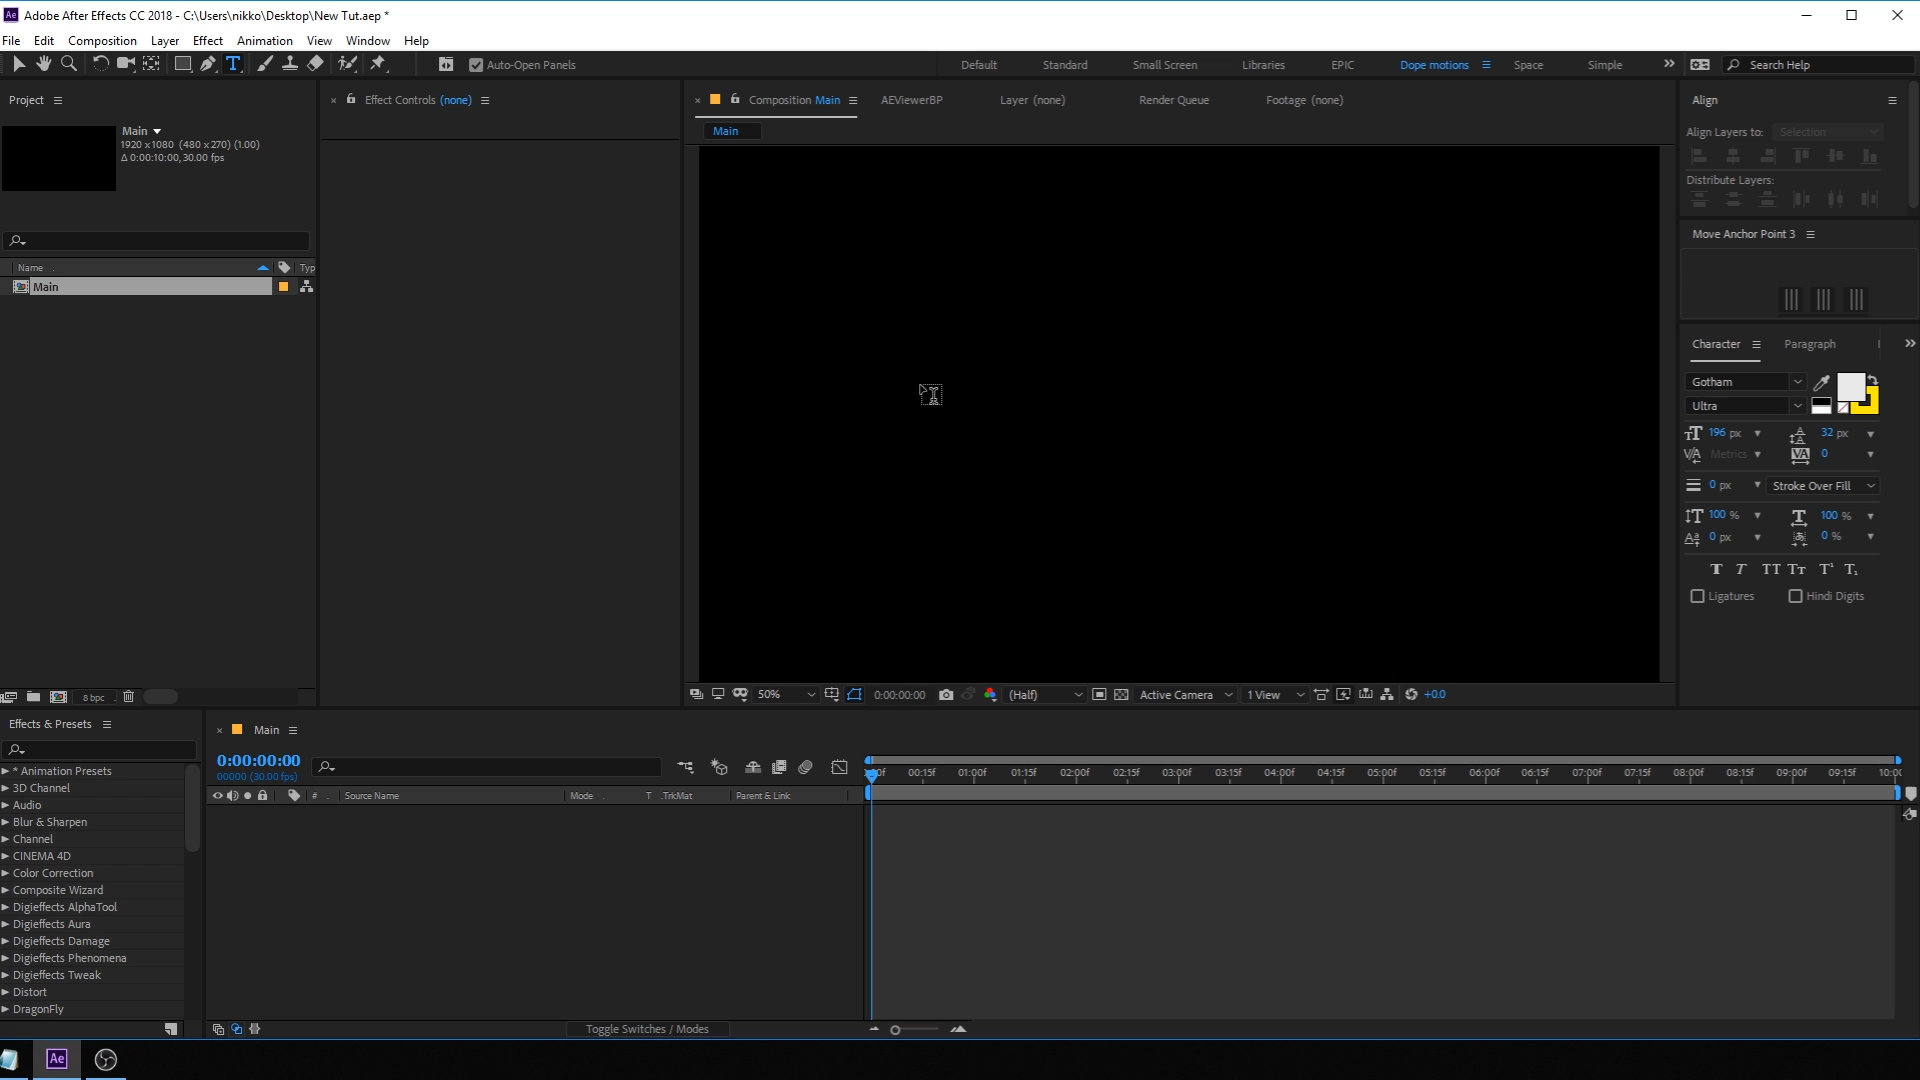 Adobe After Effects CC 2018 - C:\Users\nikko\Desktop\New Tut.aep *
File Edit Composition Layer Effect Animation View Window Help
Auto-Open Panels
Default Standard Small Screen Libraries EPIC Dope motions Space Simple
Search Help
Project
Main
1920 x 1080 (480 x 270) (1.00)
Δ 0:00:10:00, 30.00 fps
Name Typ
Main
8 bpc
Effect Controls (none)
Composition Main AEViewerBP Layer (none) Render Queue Footage (none)
Main
50% 0:00:00:00 (Half) Active Camera 1 View +0.0
Align
Align Layers to: Selection
Distribute Layers:
Move Anchor Point 3
Character Paragraph
Gotham
Ultra
196 px 32 px
Metrics 0
0 px Stroke Over Fill
100 % 100 %
0 px 0 %
T T TT Tt T¹ T₁
Ligatures Hindi Digits
Effects & Presets
* Animation Presets
3D Channel
Audio
Blur & Sharpen
Channel
CINEMA 4D
Color Correction
Composite Wizard
Digieffects AlphaTool
Digieffects Aura
Digieffects Damage
Digieffects Phenomena
Digieffects Tweak
Distort
DragonFly
Main
0:00:00:00
00000 (30.00 fps)
# Source Name Mode T .TrkMat Parent & Link
00:15f 01:00f 01:15f 02:00f 02:15f 03:00f 03:15f 04:00f 04:15f 05:00f 05:15f 06:00f 06:15f 07:00f 07:15f 08:00f 08:15f 09:00f 09:15f 10:00
Toggle Switches / Modes
Ae